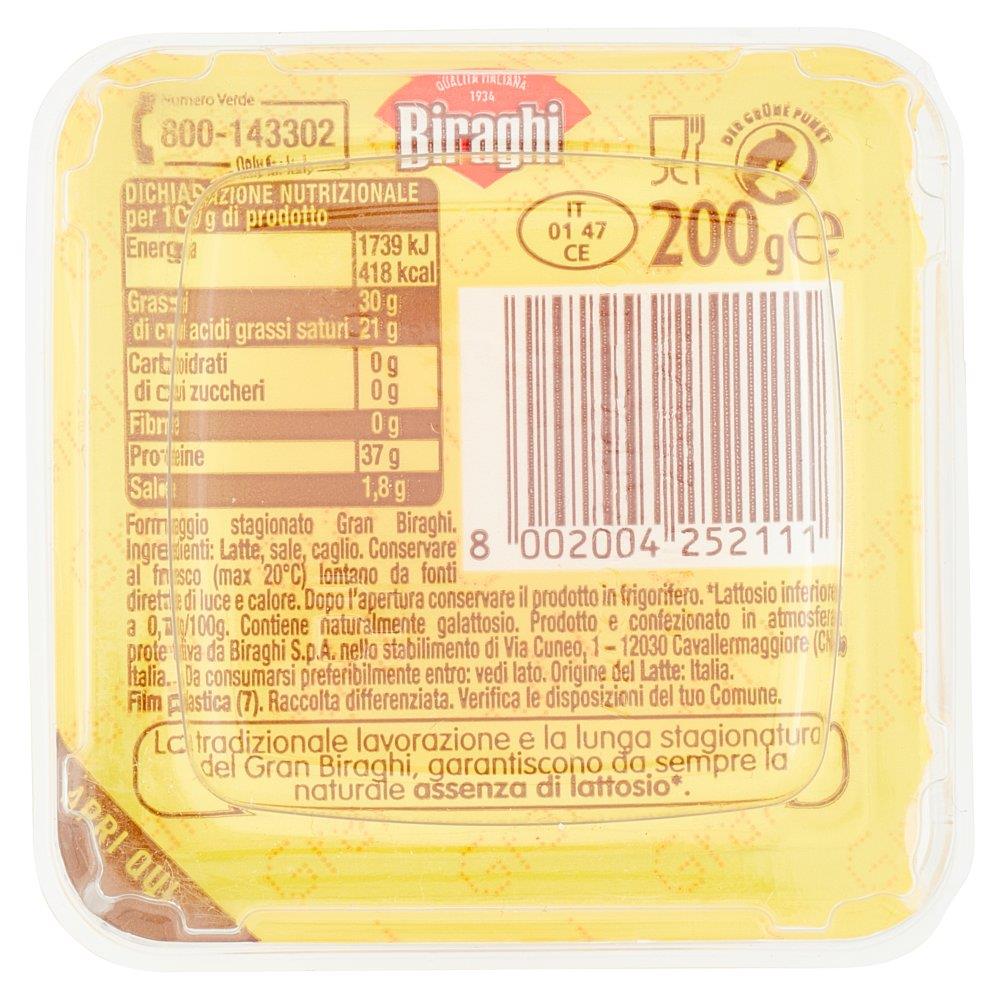 Numero Verde
800-143302
Only for Italy
QUALITÀ ITALIANA
1934
Biraghi
DER GRÜNE PUNKT
IT
01 47
CE
200 g e
DICHIARAZIONE NUTRIZIONALE
per 100 g di prodotto
Energia 1739 kJ
418 kcal
Grassi 30 g
di cui acidi grassi saturi 21 g
Carboidrati 0 g
di cui zuccheri 0 g
Fibre 0 g
Proteine 37 g
Sale 1,8 g
8 002004 252111
Formaggio stagionato Gran Biraghi.
Ingredienti: Latte, sale, caglio. Conservare
al fresco (max 20°C) lontano da fonti
dirette di luce e calore. Dopo l'apertura conservare il prodotto in frigorifero. *Lattosio inferiore
a /100g. Contiene naturalmente galattosio. Prodotto e confezionato in atmosfera
protettiva da Biraghi S.p.A. nello stabilimento di Via Cuneo, 1 – 12030 Cavallermaggiore (CN)
Italia. Da consumarsi preferibilmente entro: vedi lato. Origine del Latte: Italia.
Film plastica (7). Raccolta differenziata. Verifica le disposizioni del tuo Comune.
La tradizionale lavorazione e la lunga stagionatura
del Gran Biraghi, garantiscono da sempre la
naturale assenza di lattosio*.
APRI QUI